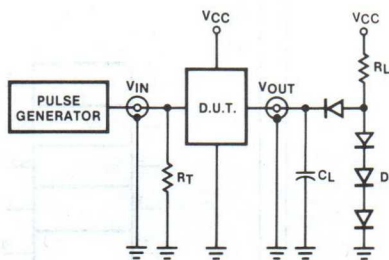 VCC
VCC
RL
PULSE
GENERATOR
VIN
D.U.T.
VOUT
RT
CL
D